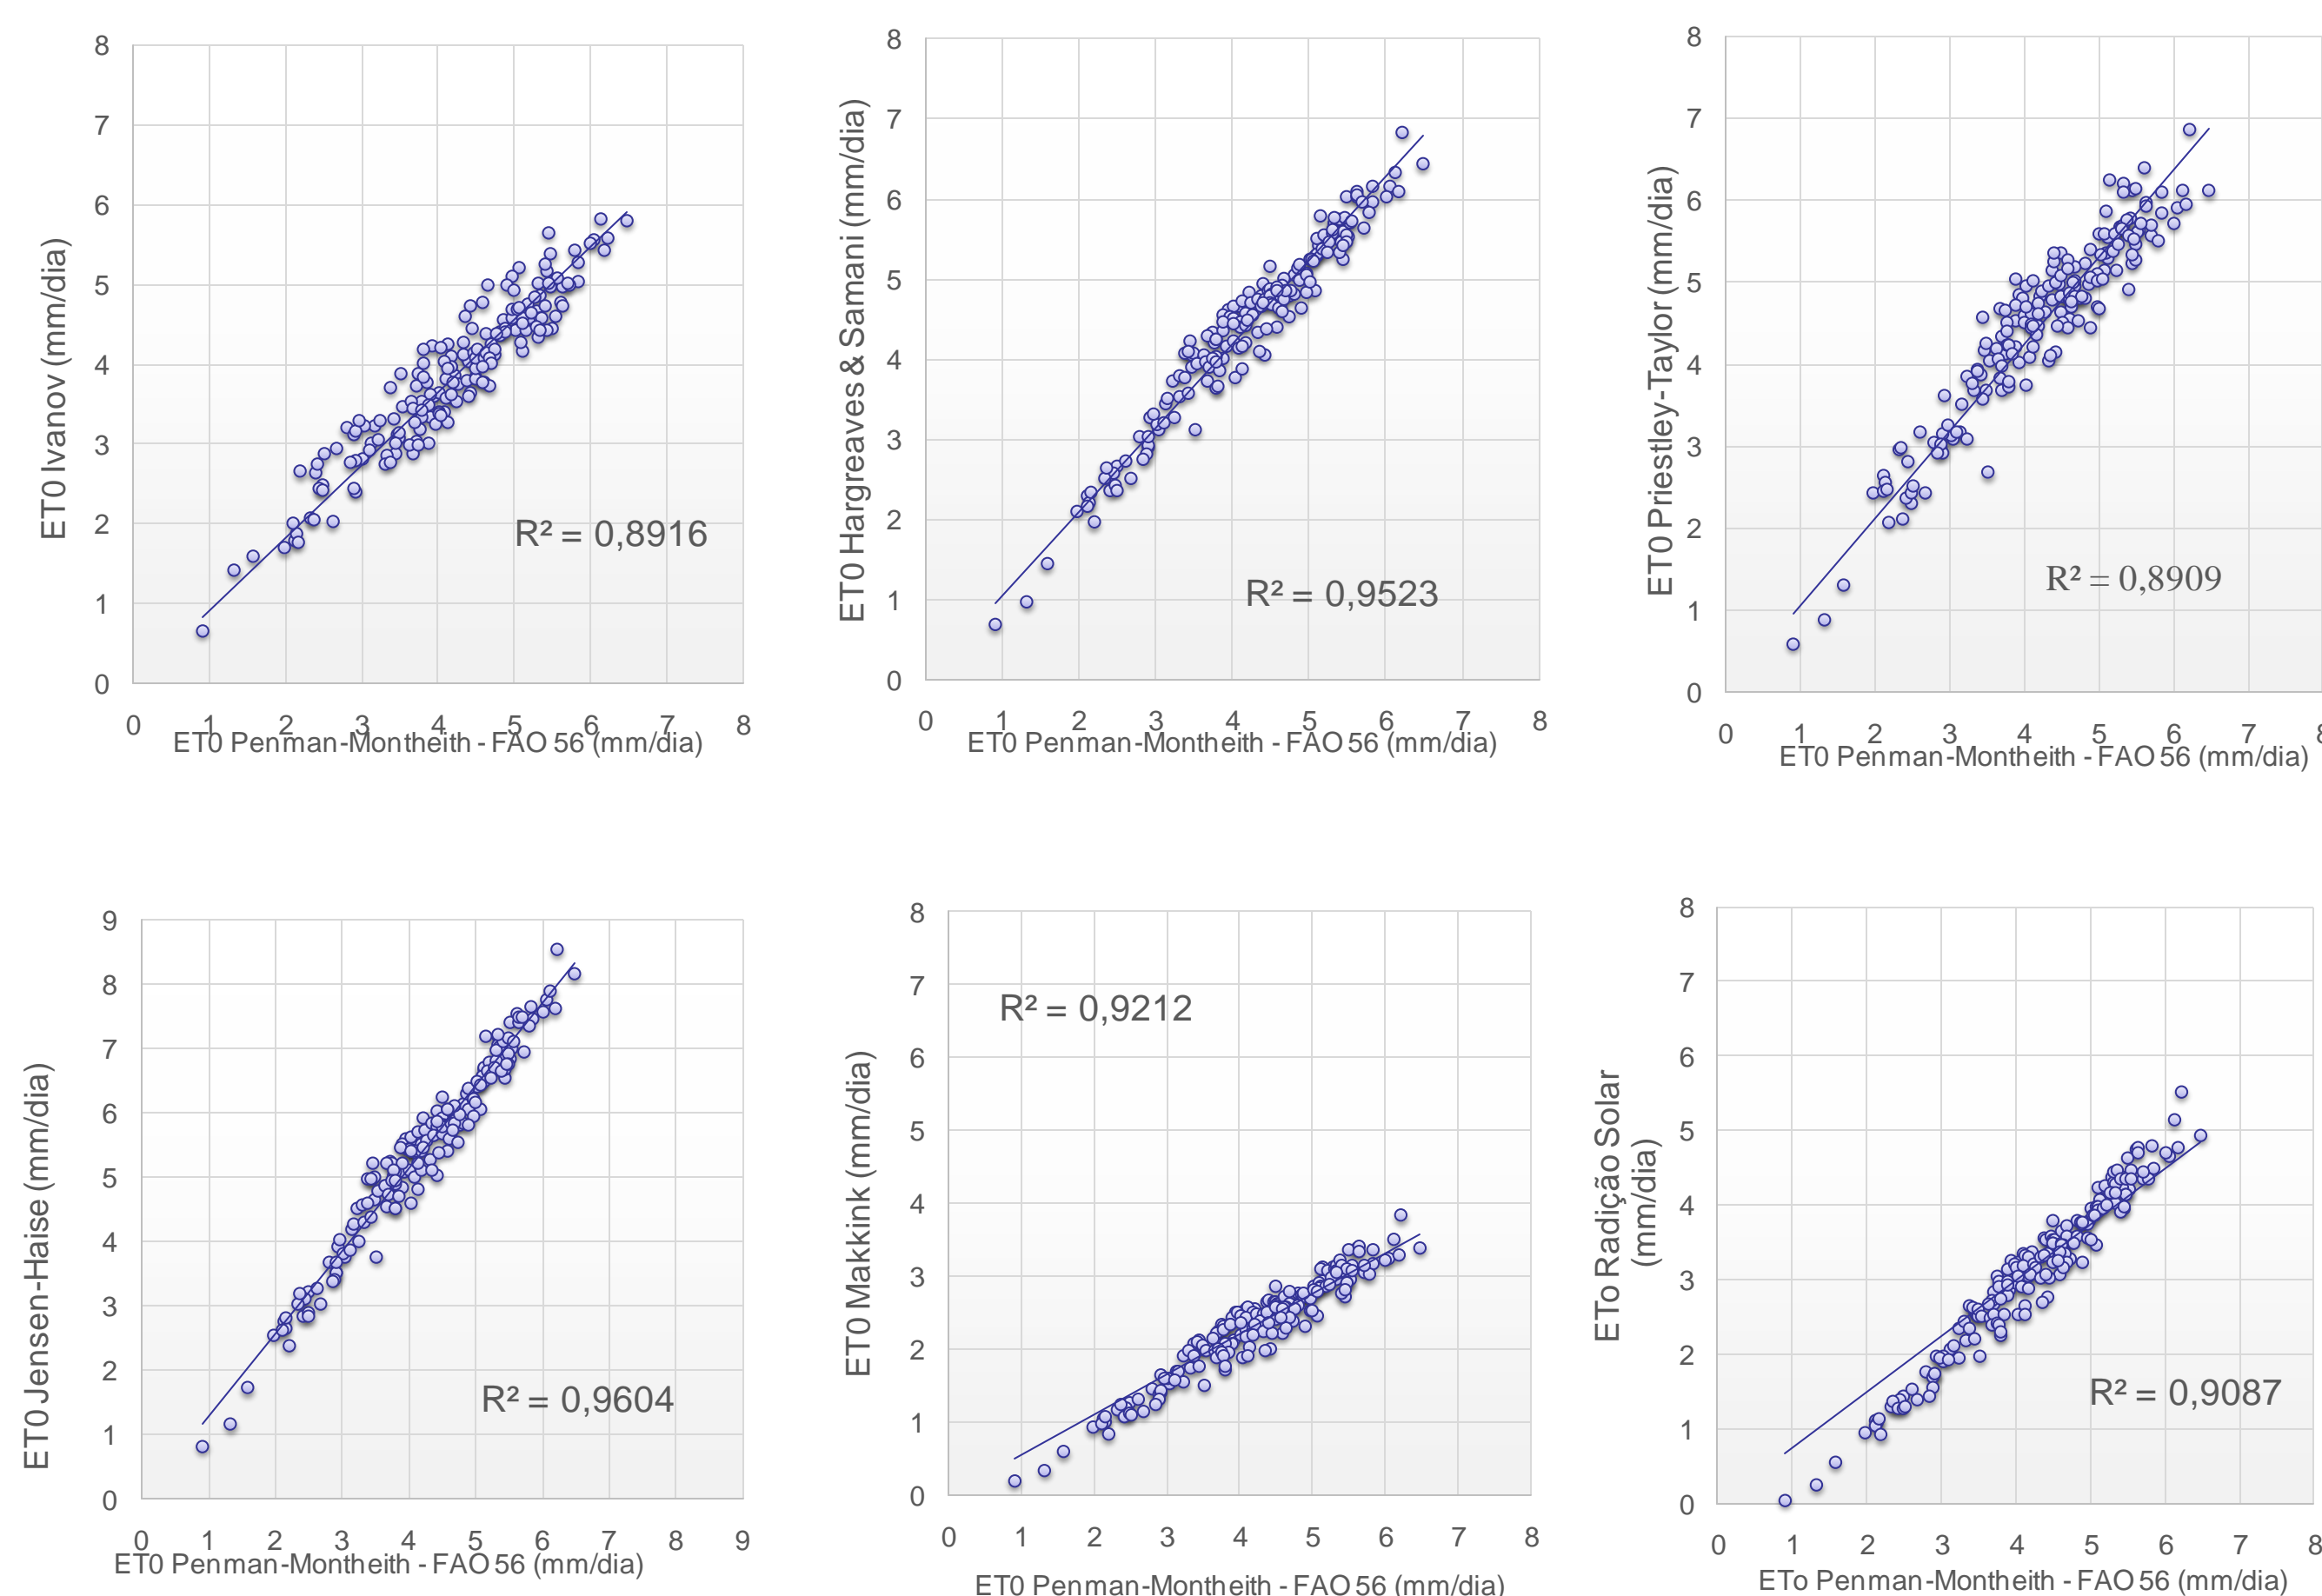 8
7
6
5
4
3
2
1
0
ET0 Ivanov (mm/dia)
R² = 0,8916
0 1 2 3 4 5 6 7 8
ET0 Penman-Montheith - FAO 56 (mm/dia)
8
7
6
5
4
3
2
1
0
ET0 Hargreaves & Samani (mm/dia)
R² = 0,9523
0 1 2 3 4 5 6 7 8
ET0 Penman-Montheith - FAO 56 (mm/dia)
8
7
6
5
4
3
2
1
0
ET0 Priestley-Taylor (mm/dia)
R² = 0,8909
0 1 2 3 4 5 6 7 8
ET0 Penman-Montheith - FAO 56 (mm/dia)
9
8
7
6
5
4
3
2
1
0
ET0 Jensen-Haise (mm/dia)
R² = 0,9604
0 1 2 3 4 5 6 7 8 9
ET0 Penman-Montheith - FAO 56 (mm/dia)
8
7
6
5
4
3
2
1
0
ET0 Makkink (mm/dia)
R² = 0,9212
0 1 2 3 4 5 6 7 8
ET0 Penman-Montheith - FAO 56 (mm/dia)
8
7
6
5
4
3
2
1
0
ETo Radição Solar
(mm/dia)
R² = 0,9087
0 1 2 3 4 5 6 7 8
ETo Penman-Montheith - FAO 56 (mm/dia)